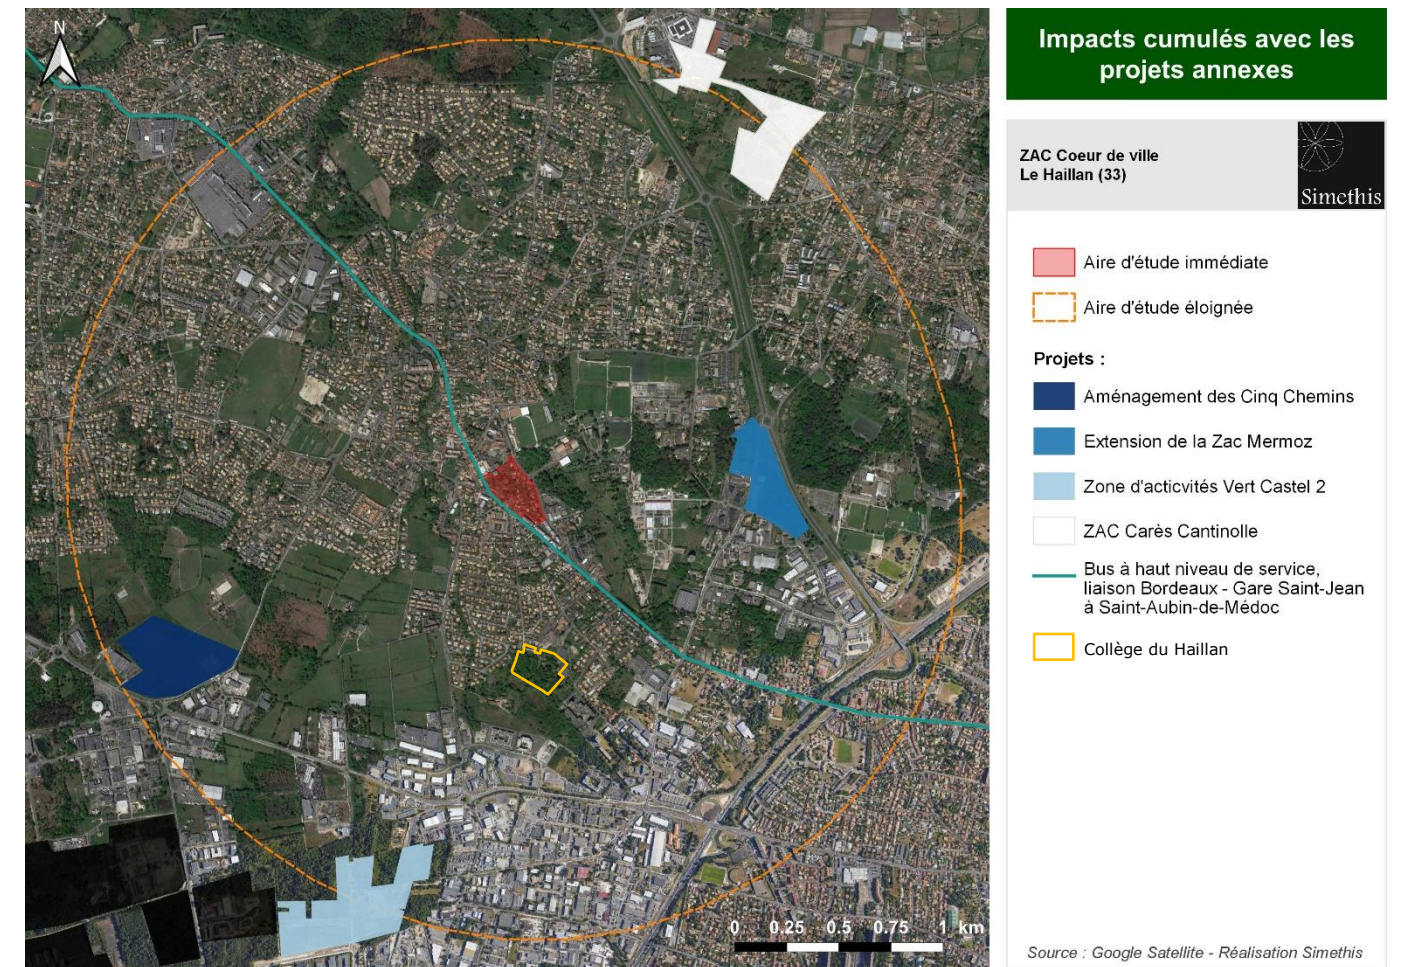 N
Impacts cumulés avec les
projets annexes
ZAC Coeur de ville
Le Haillan (33)
Simethis
Aire d'étude immédiate
Aire d'étude éloignée
Projets :
Aménagement des Cinq Chemins
Extension de la Zac Mermoz
Zone d'acticvités Vert Castel 2
ZAC Carès Cantinolle
Bus à haut niveau de service,
liaison Bordeaux - Gare Saint-Jean
à Saint-Aubin-de-Médoc
Collège du Haillan
0 0.25 0.5 0.75 1 km
Source : Google Satellite - Réalisation Simethis